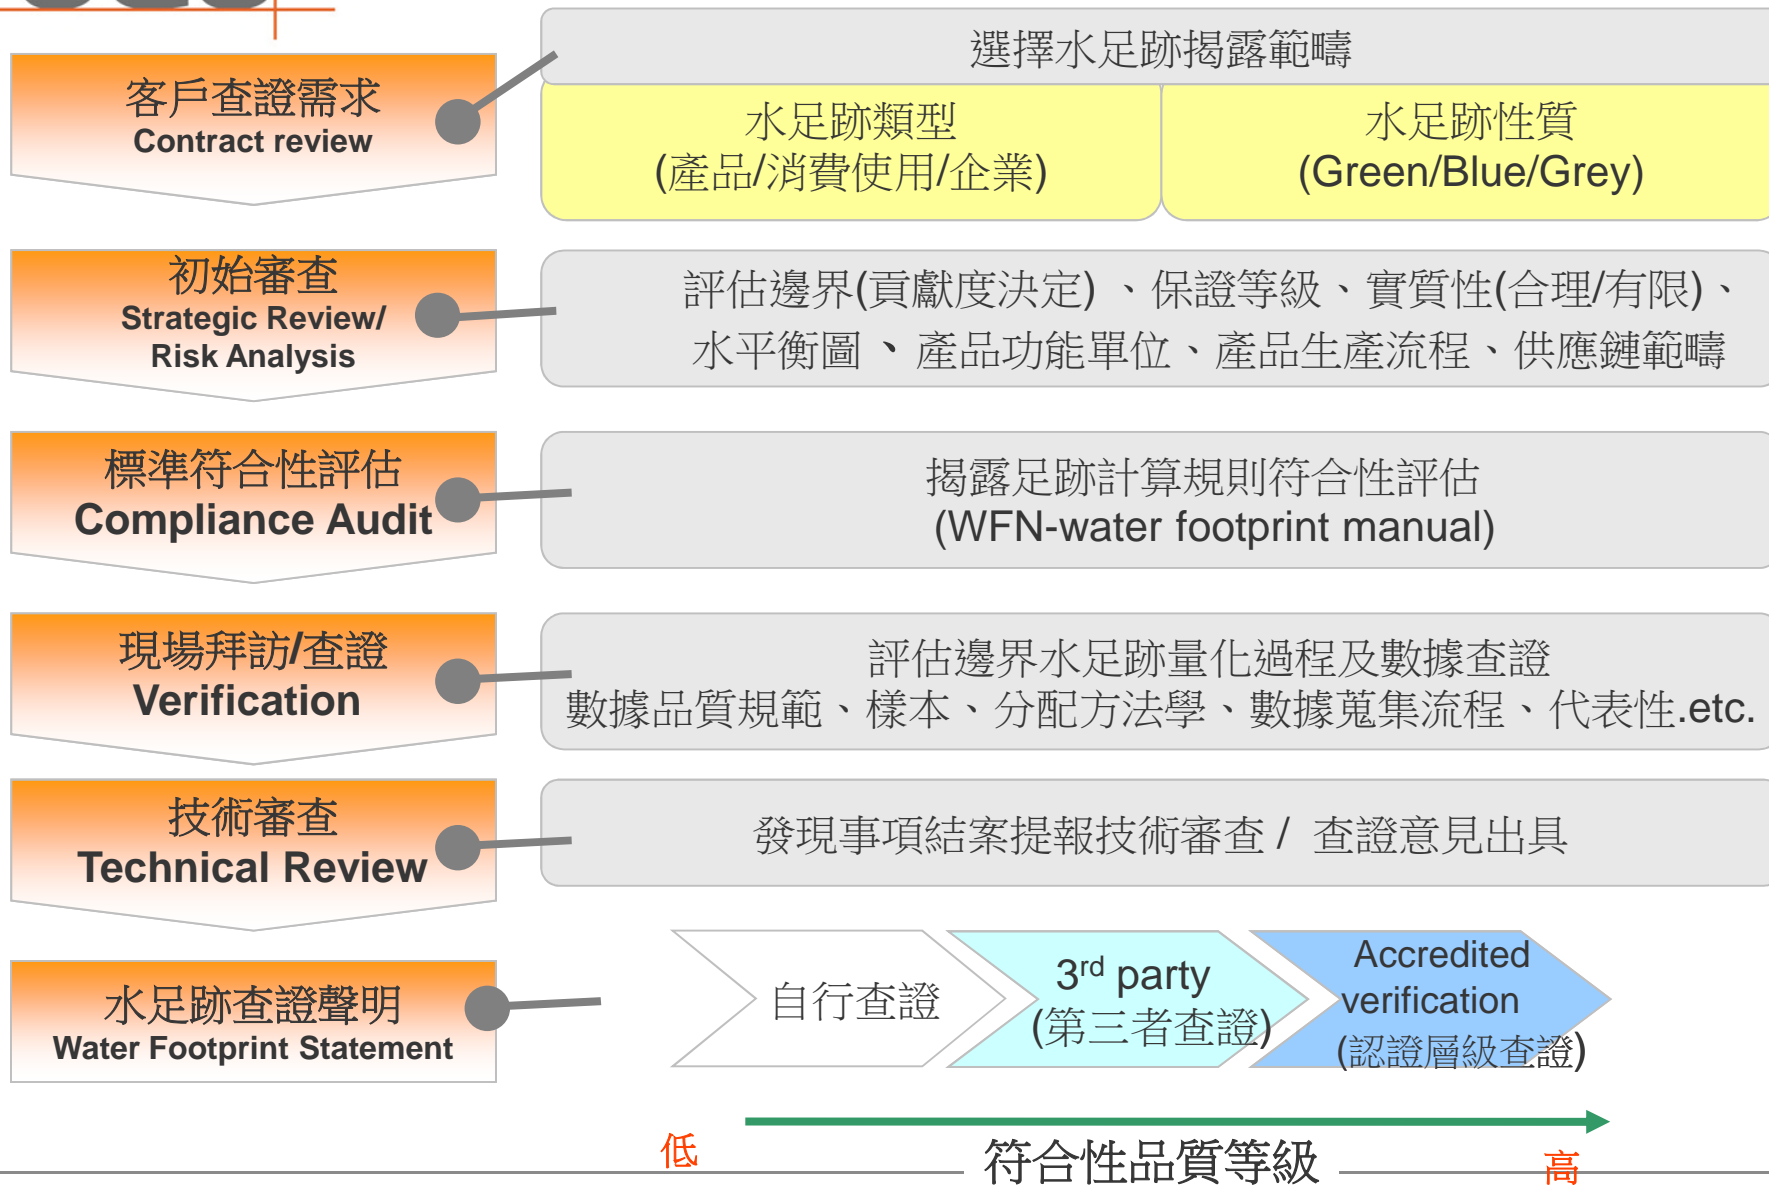 客戶查證需求
Contract review
選擇水足跡揭露範疇
水足跡類型
(產品/消費使用/企業)
水足跡性質
(Green/Blue/Grey)
初始審查
Strategic Review/
Risk Analysis
評估邊界(貢獻度決定) 、保證等級、實質性(合理/有限)、
水平衡圖 、產品功能單位、產品生產流程、供應鏈範疇
標準符合性評估
Compliance Audit
揭露足跡計算規則符合性評估
(WFN-water footprint manual)
現場拜訪/查證
Verification
評估邊界水足跡量化過程及數據查證
數據品質規範、樣本、分配方法學、數據蒐集流程、代表性.etc.
技術審查
Technical Review
發現事項結案提報技術審查 / 查證意見出具
水足跡查證聲明
Water Footprint Statement
自行查證
3rd party
(第三者查證)
Accredited
verification
(認證層級查證)
低
符合性品質等級
高